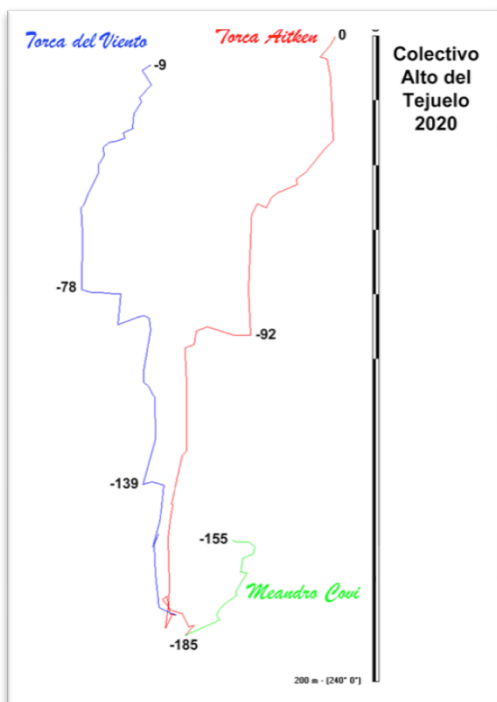 Torca del Viento
Torca Aitken
0
-9
Colectivo
Alto del
Tejuelo
2020
-78
-92
-139
-155
Meandro Covi
-185
200 m - (240° 0°)